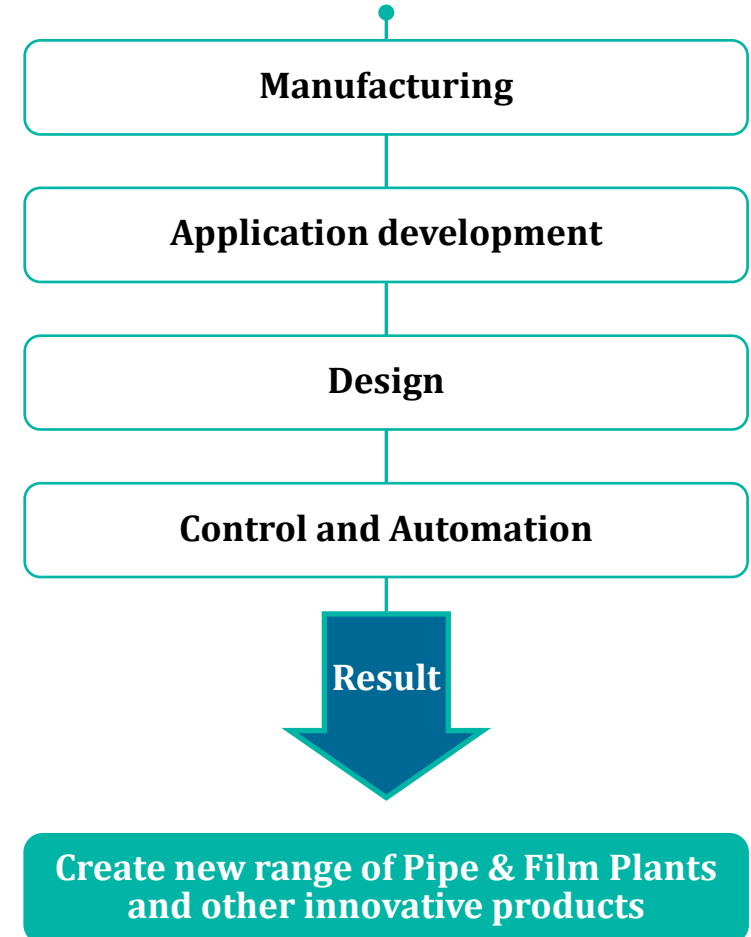 Manufacturing
Application development
Design
Control and Automation
Result
Create new range of Pipe & Film Plants
and other innovative products